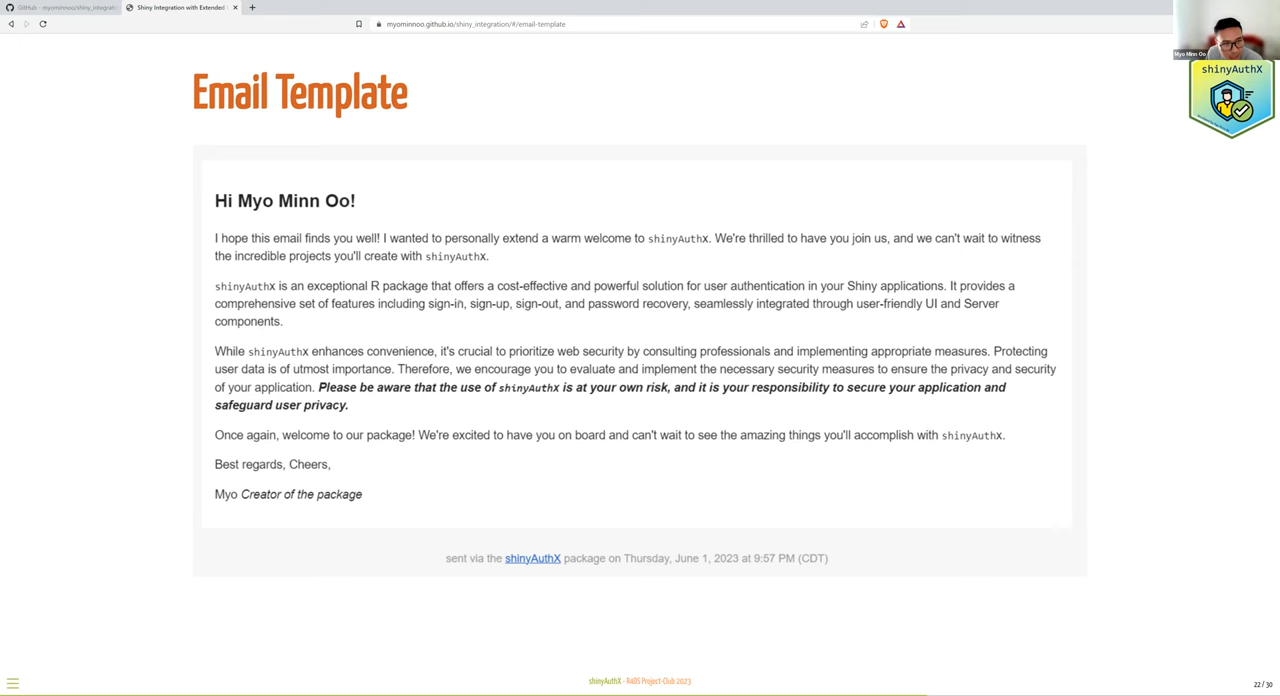 GitHub - myominnoo/shiny_integrati
Shiny Integration with Extended
myominnoo.github.io/shiny_integration/#/email-template
Myo Minn Oo
shinyAuthX
Email Template
Hi Myo Minn Oo!
I hope this email finds you well! I wanted to personally extend a warm welcome to shinyAuthx. We're thrilled to have you join us, and we can't wait to witness
the incredible projects you'll create with shinyAuthx.
shinyAuthx is an exceptional R package that offers a cost-effective and powerful solution for user authentication in your Shiny applications. It provides a
comprehensive set of features including sign-in, sign-up, sign-out, and password recovery, seamlessly integrated through user-friendly UI and Server
components.
While shinyAuthx enhances convenience, it's crucial to prioritize web security by consulting professionals and implementing appropriate measures. Protecting
user data is of utmost importance. Therefore, we encourage you to evaluate and implement the necessary security measures to ensure the privacy and security
of your application. Please be aware that the use of shinyAuthx is at your own risk, and it is your responsibility to secure your application and
safeguard user privacy.
Once again, welcome to our package! We're excited to have you on board and can't wait to see the amazing things you'll accomplish with shinyAuthx.
Best regards, Cheers,
Myo Creator of the package
sent via the shinyAuthX package on Thursday, June 1, 2023 at 9:57 PM (CDT)
shinyAuthX - R4DS Project-Club 2023
22 / 30